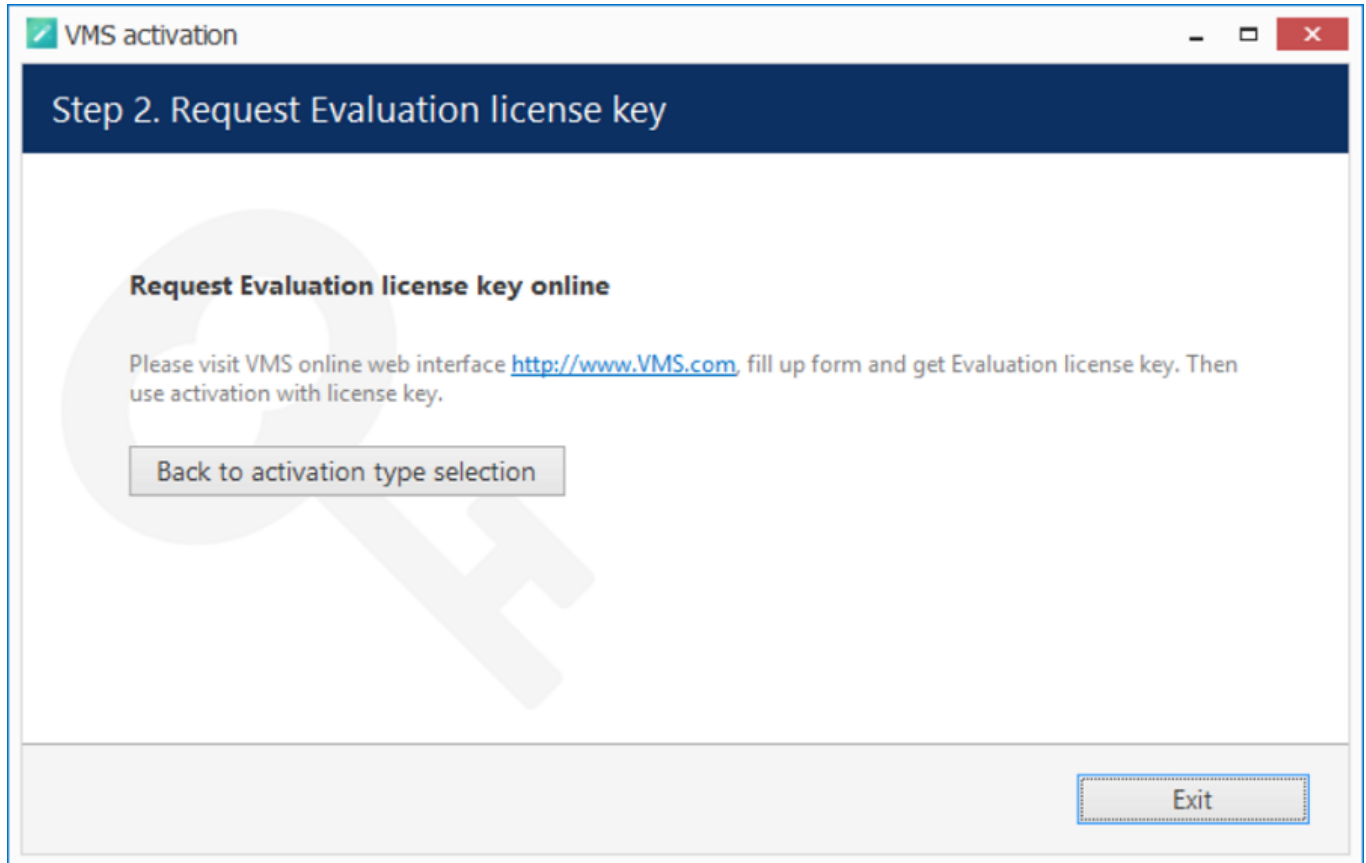 VMS activation
Step 2. Request Evaluation license key
Request Evaluation license key online
Please visit VMS online web interface http://www.VMS.com, fill up form and get Evaluation license key. Then
use activation with license key.
Back to activation type selection
Exit